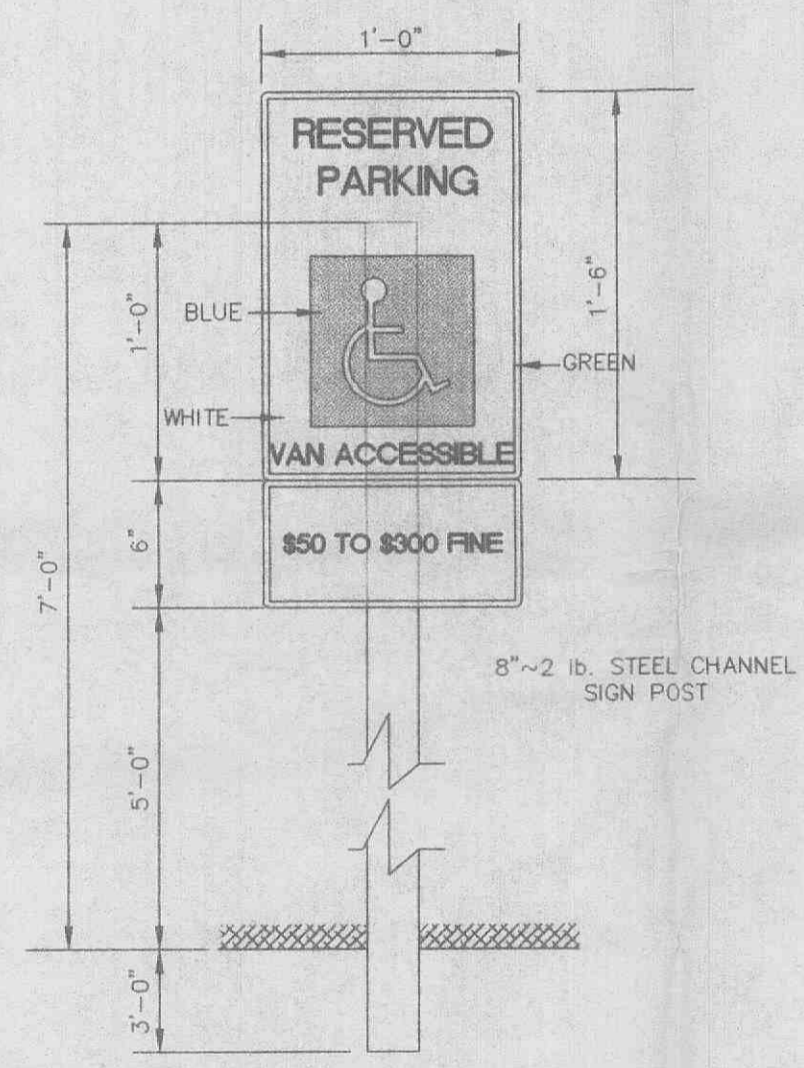 1'-0"
RESERVED
PARKING
1'-0"
BLUE
1'-6"
GREEN
WHITE
VAN ACCESSIBLE
6"
$50 TO $300 FINE
7'-0"
8"~2 lb. STEEL CHANNEL
SIGN POST
5'-0"
3'-0"